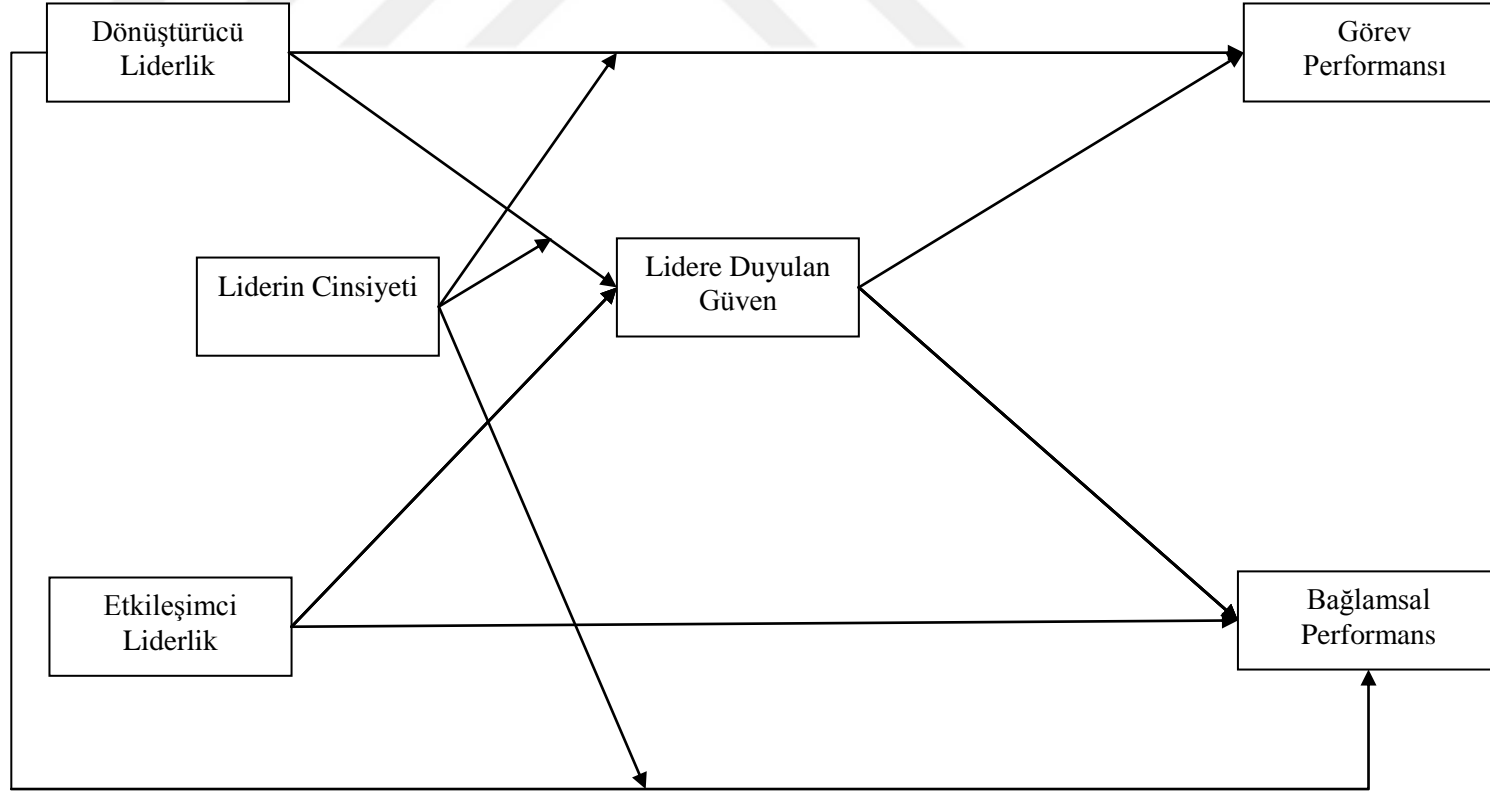 Dönüştürücü
Liderlik
Görev
Performansı
Liderin Cinsiyeti
Lidere Duyulan
Güven
Etkileşimci
Liderlik
Bağlamsal
Performans